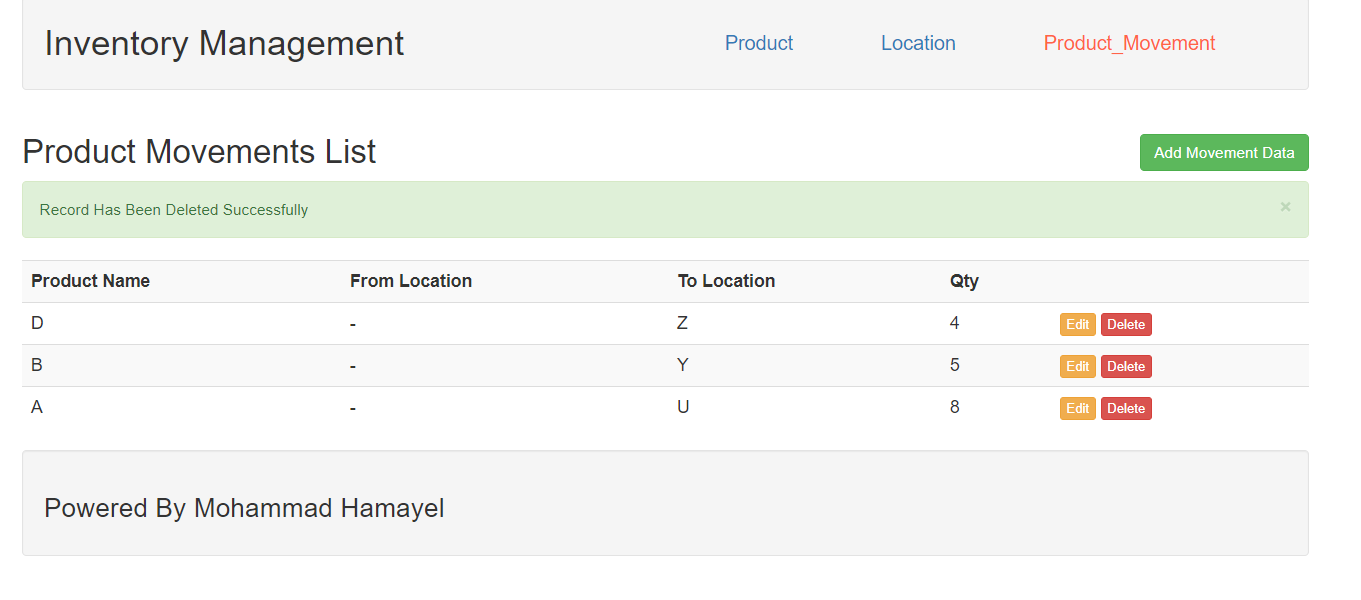 Inventory Management Product Location Product_Movement
Product Movements List Add Movement Data
Record Has Been Deleted Successfully ×
Product Name From Location To Location Qty
D - Z 4 Edit Delete
B - Y 5 Edit Delete
A - U 8 Edit Delete
Powered By Mohammad Hamayel